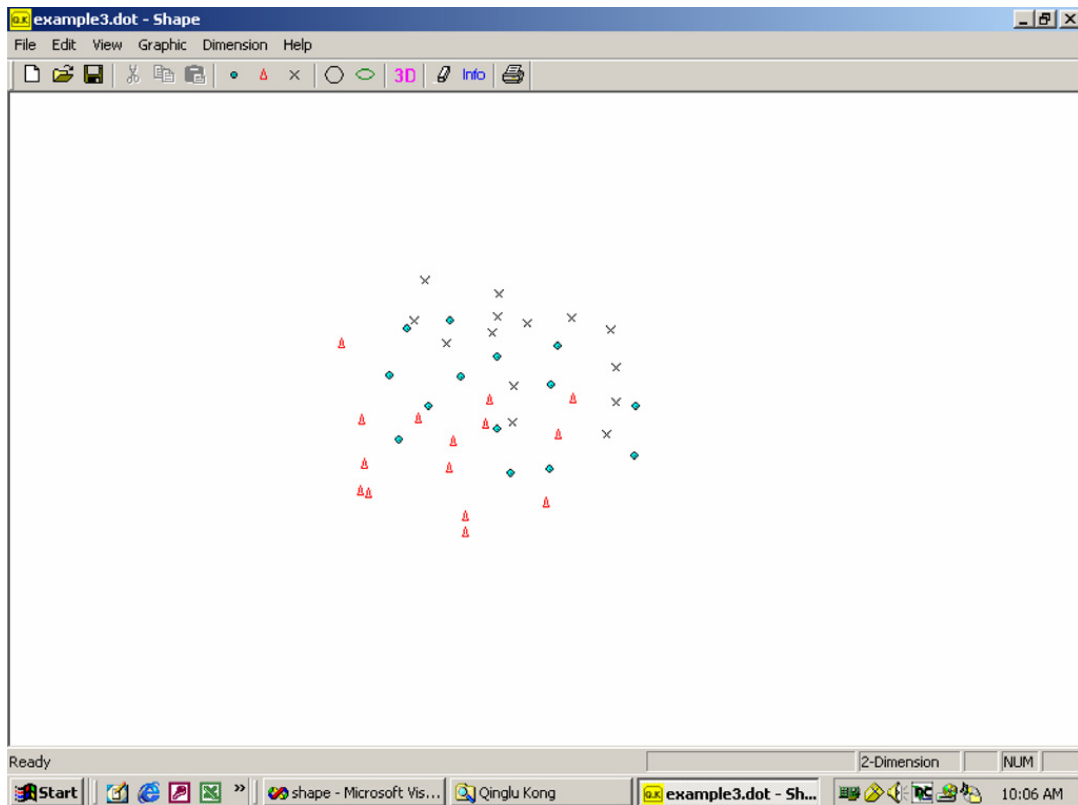 Q.K example3.dot - Shape
File Edit View Graphic Dimension Help
3D Info
Ready 2-Dimension NUM
Start » shape - Microsoft Vis... Qinglu Kong Q.K example3.dot - Sh... 10:06 AM